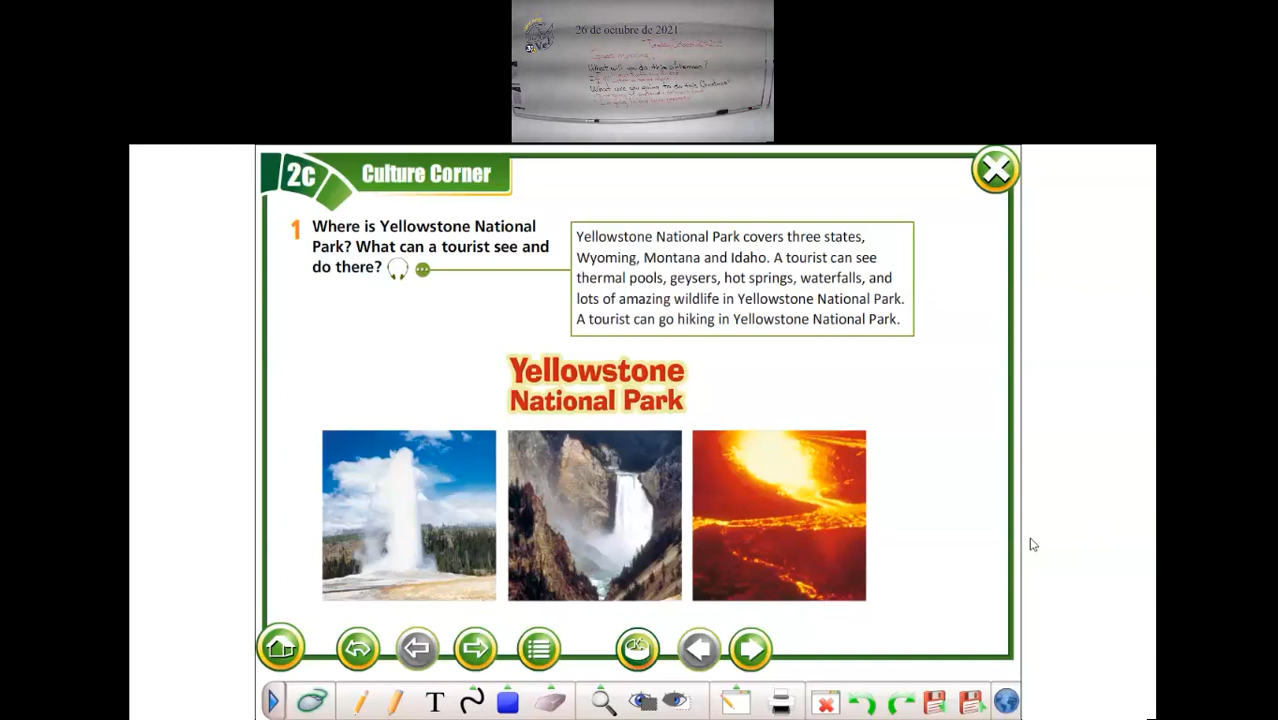 26 de octubre de 2021
What will you do this afternoon?
What are you going to do this Christmas?
2c Culture Corner
1 Where is Yellowstone National
Park? What can a tourist see and
do there?
Yellowstone National Park covers three states,
Wyoming, Montana and Idaho. A tourist can see
thermal pools, geysers, hot springs, waterfalls, and
lots of amazing wildlife in Yellowstone National Park.
A tourist can go hiking in Yellowstone National Park.
Yellowstone
National Park
T